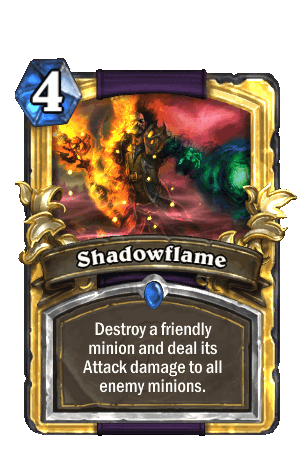 4
Shadowflame
Destroy a friendly
minion and deal its
Attack damage to all
enemy minions.